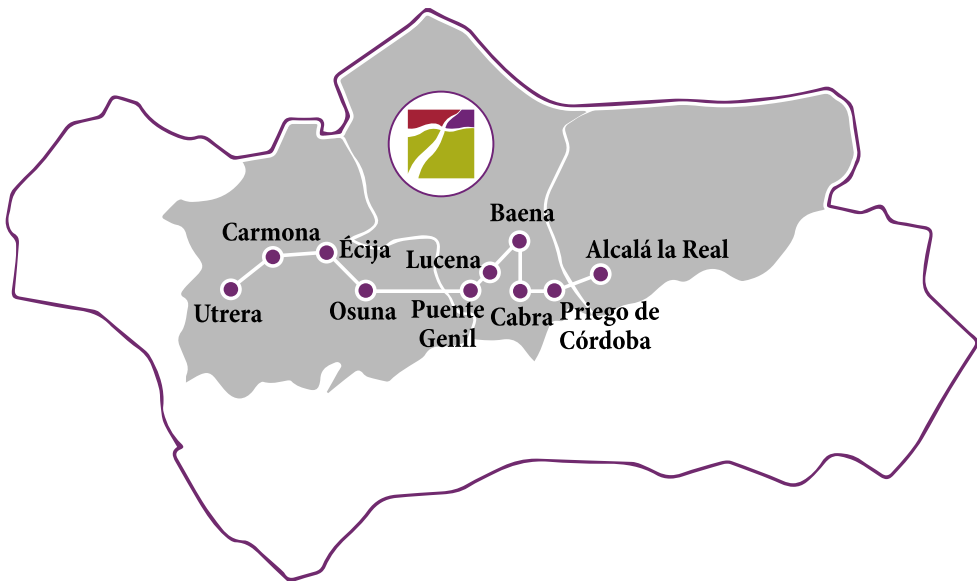 Baena
Carmona
Écija
Alcalá la Real
Lucena
Utrera
Osuna
Puente
Genil
Cabra
Priego de
Córdoba